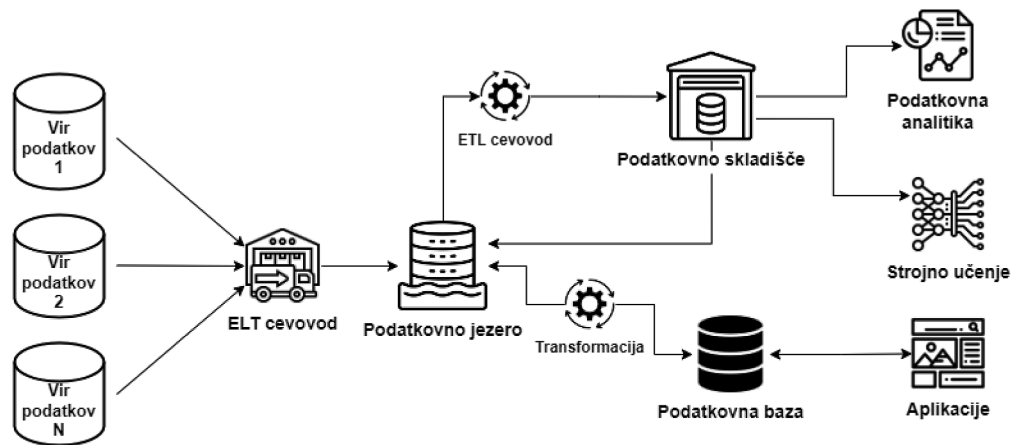 Vir
podatkov
1
Vir
podatkov
2
Vir
podatkov
N
ELT cevovod
Podatkovno jezero
ETL cevovod
Transformacija
Podatkovno skladišče
Podatkovna baza
Podatkovna
analitika
Strojno učenje
Aplikacije